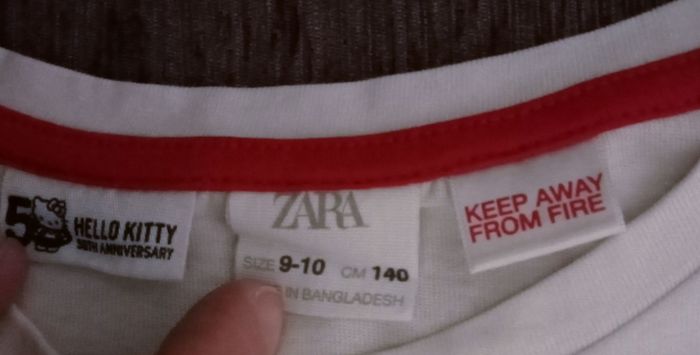 5
HELLO KITTY
50TH ANNIVERSARY
ZARA
SIZE 9-10 CM 140
IN BANGLADESH
KEEP AWAY
FROM FIRE